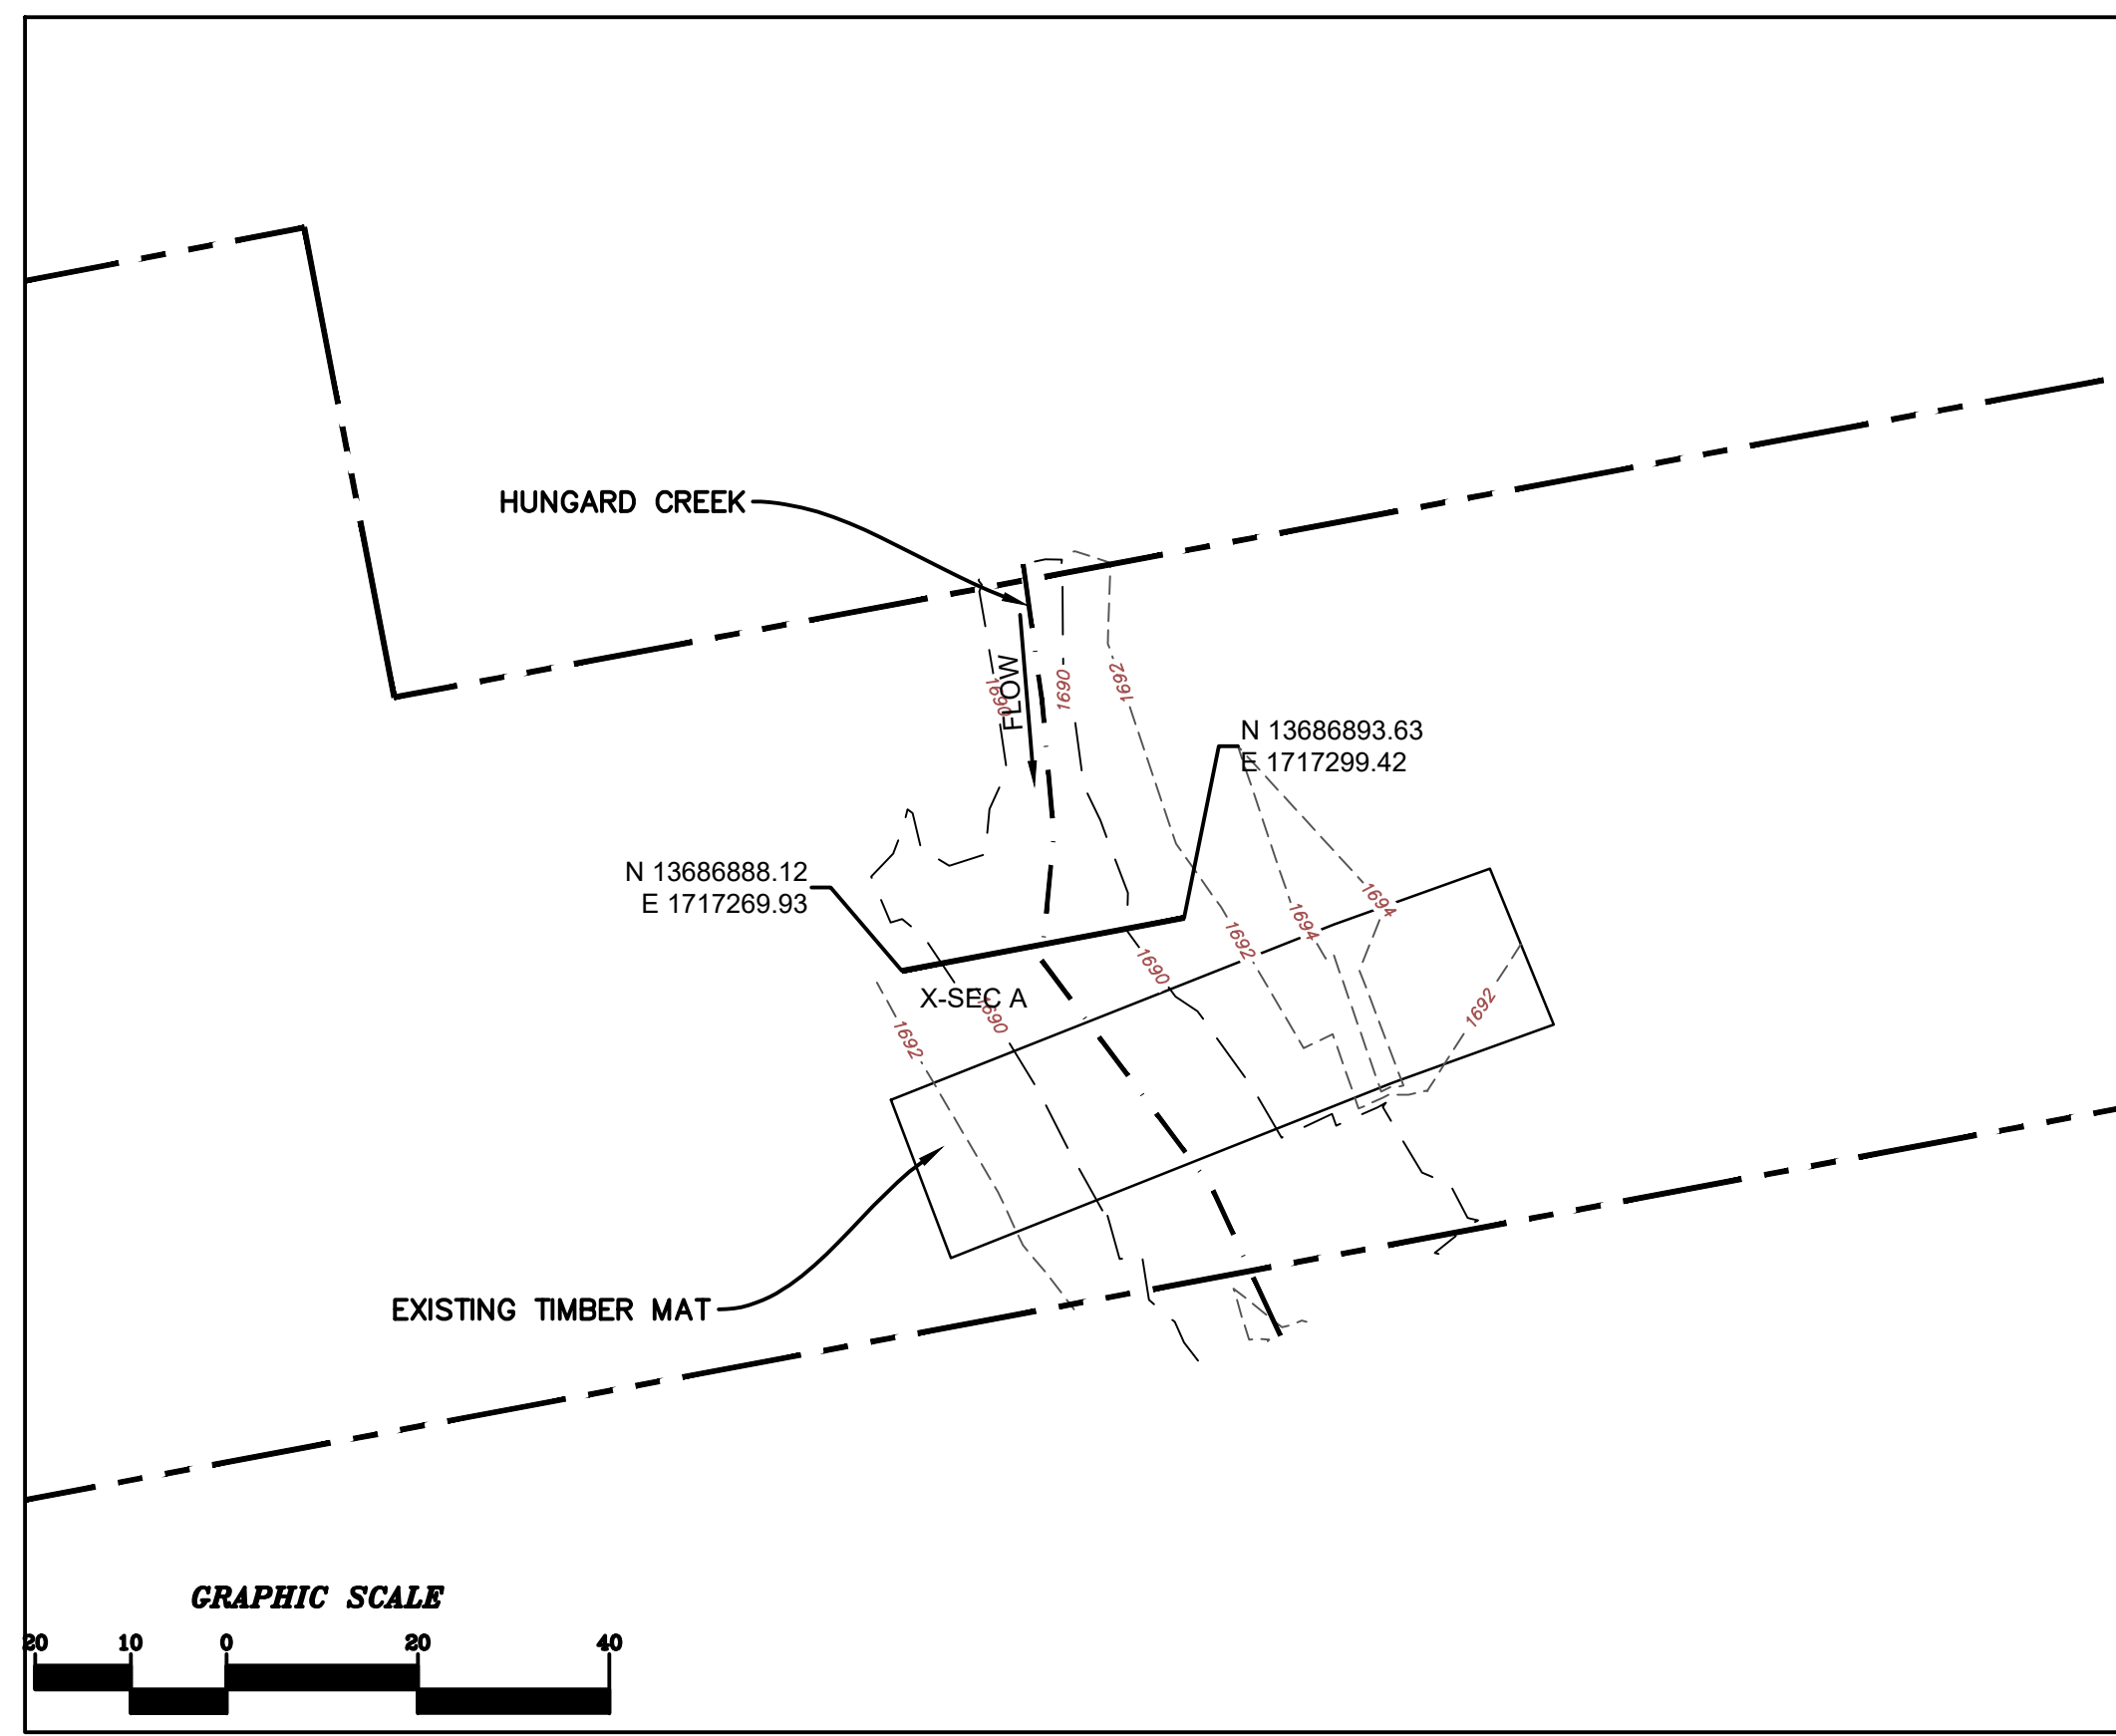 HUNGARD CREEK
FLOW
1690
1690
1692
N 13686893.63
E 1717299.42
N 13686888.12
E 1717269.93
1694
1694
1692
1690
1692
X-SEC A
1690
1692
EXISTING TIMBER MAT
GRAPHIC SCALE
20 10 0 20 40